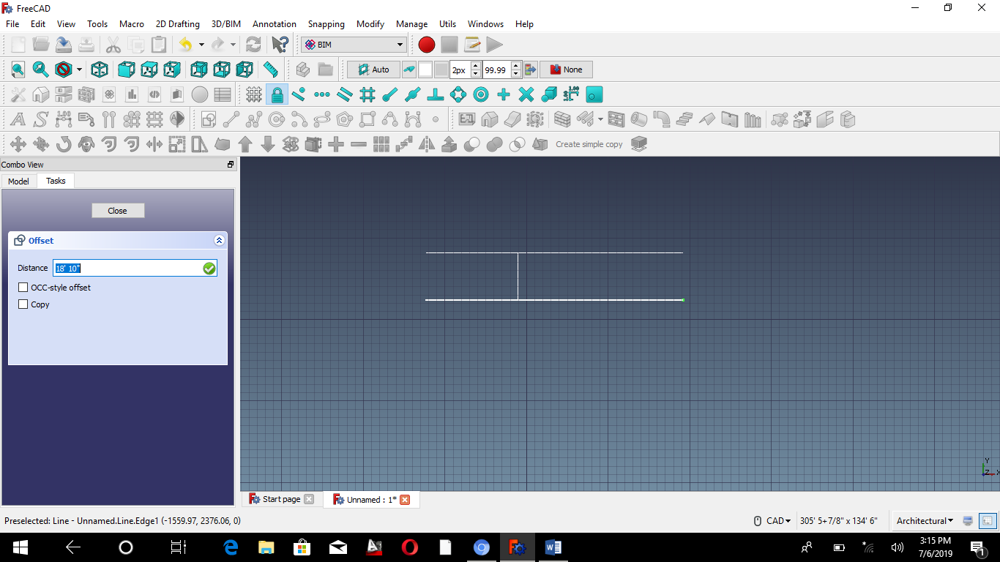 FreeCAD
File Edit View Tools Macro 2D Drafting 3D/BIM Annotation Snapping Modify Manage Utils Windows Help
BIM
Auto 2px 99.99 None
Create simple copy
Combo View
Model Tasks
Close
Offset
Distance 18' 10"
OCC-style offset
Copy
Y
Z X
Start page Unnamed : 1*
Preselected: Line - Unnamed.Line.Edge1 (-1559.97, 2376.06, 0) CAD 305' 5+7/8" x 134' 6" Architectural
3:15 PM
7/6/2019
1